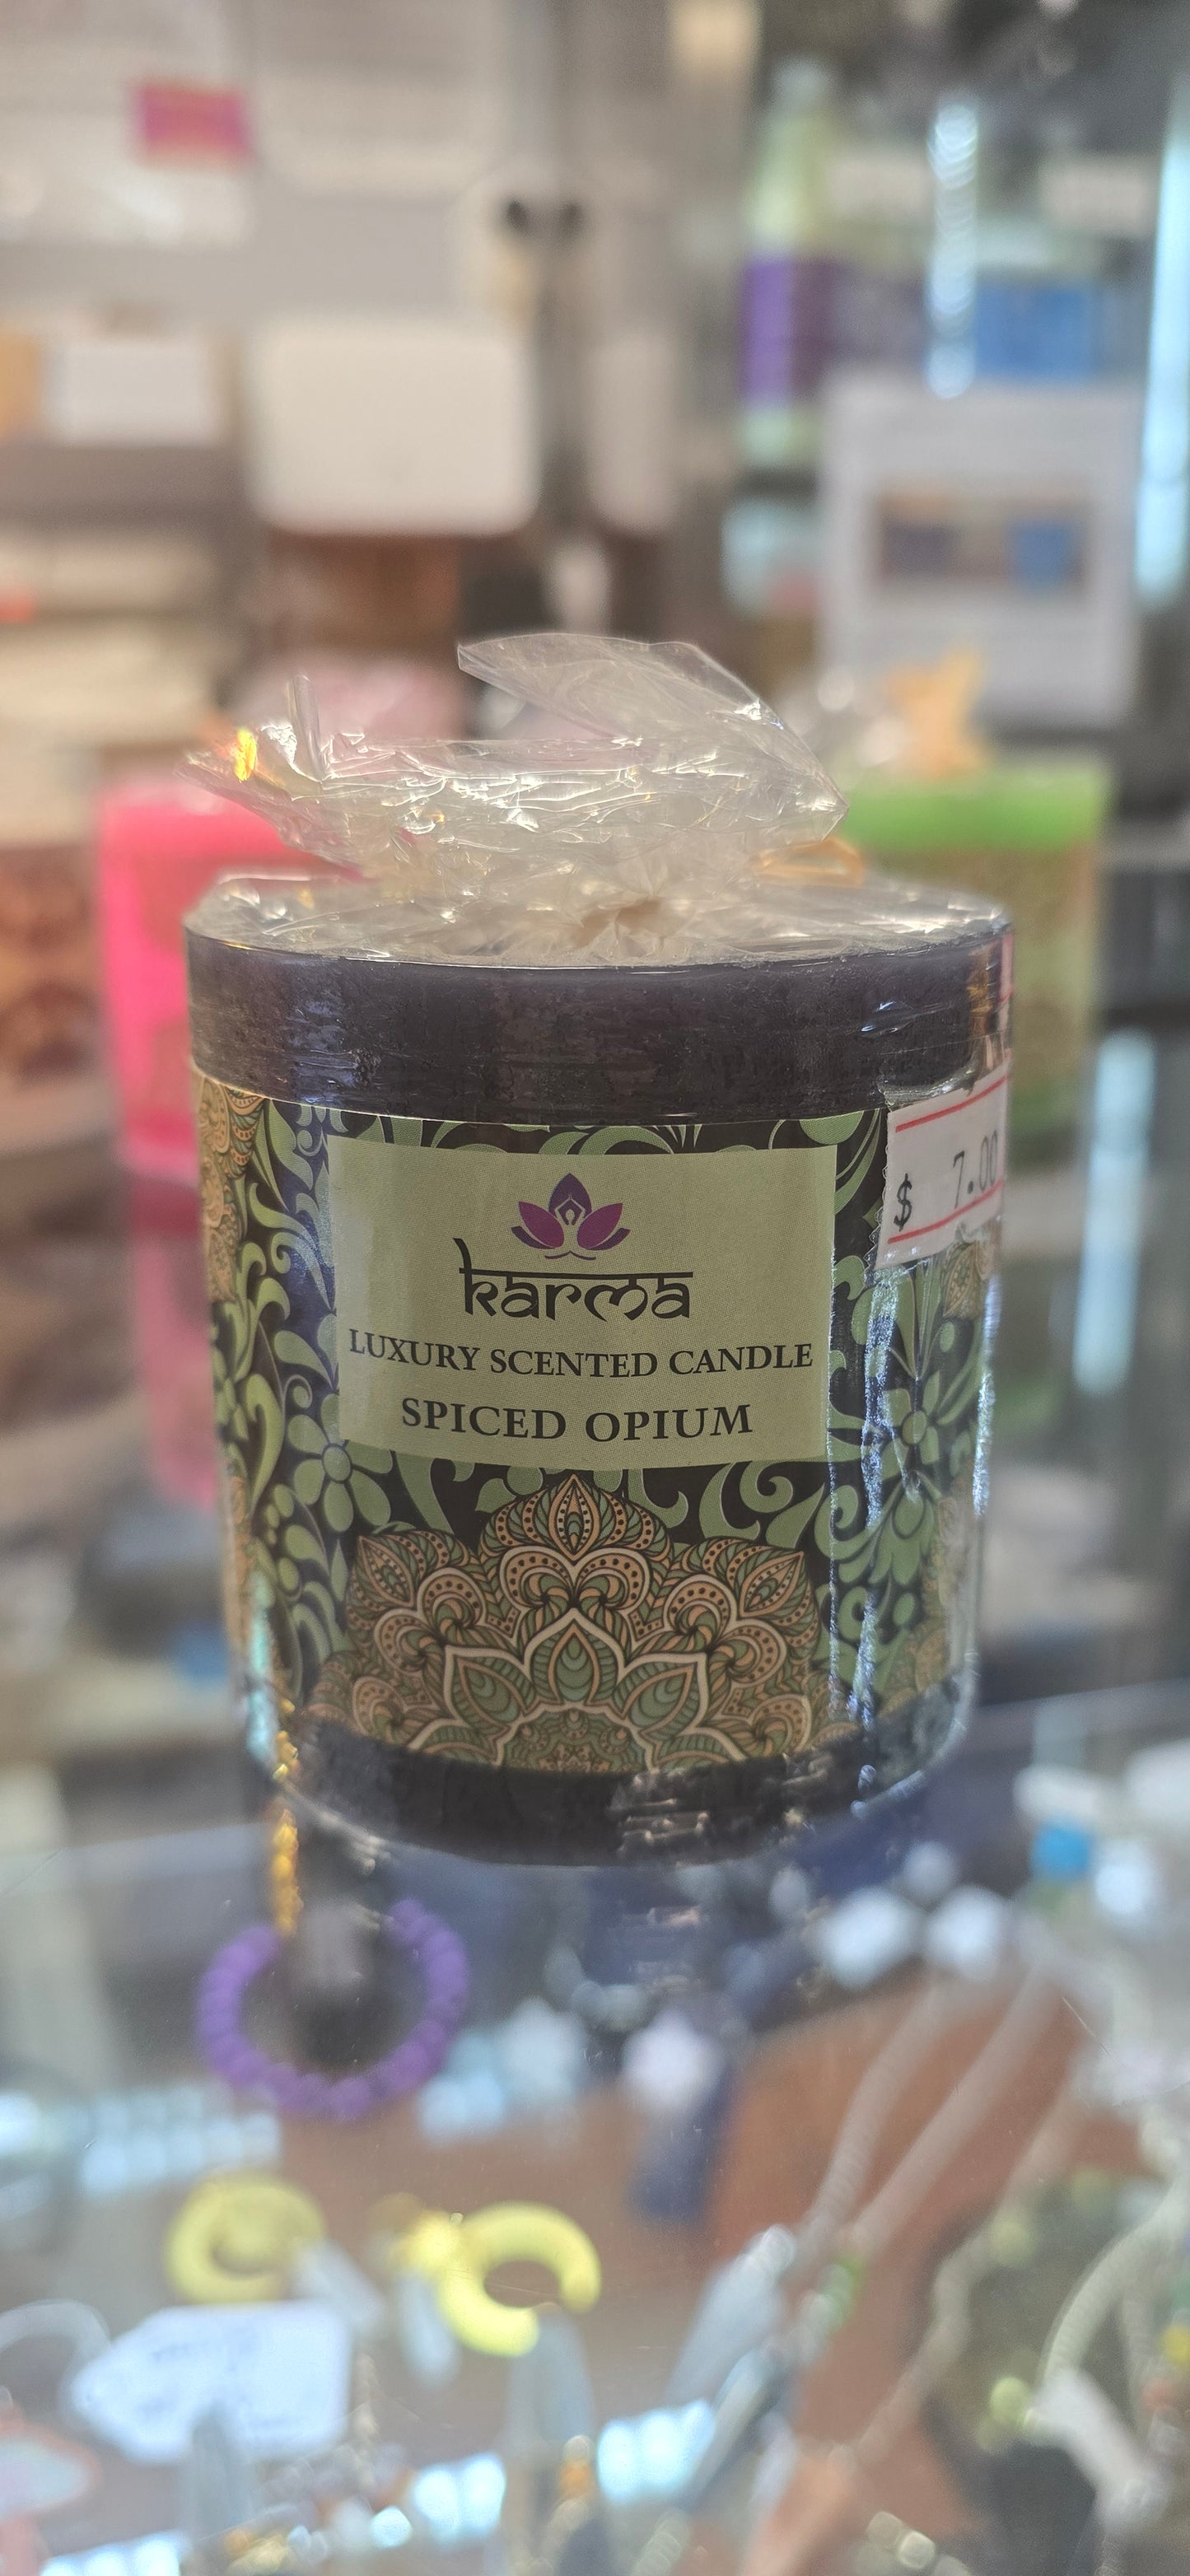 $ 7.00
karma
LUXURY SCENTED CANDLE
SPICED OPIUM